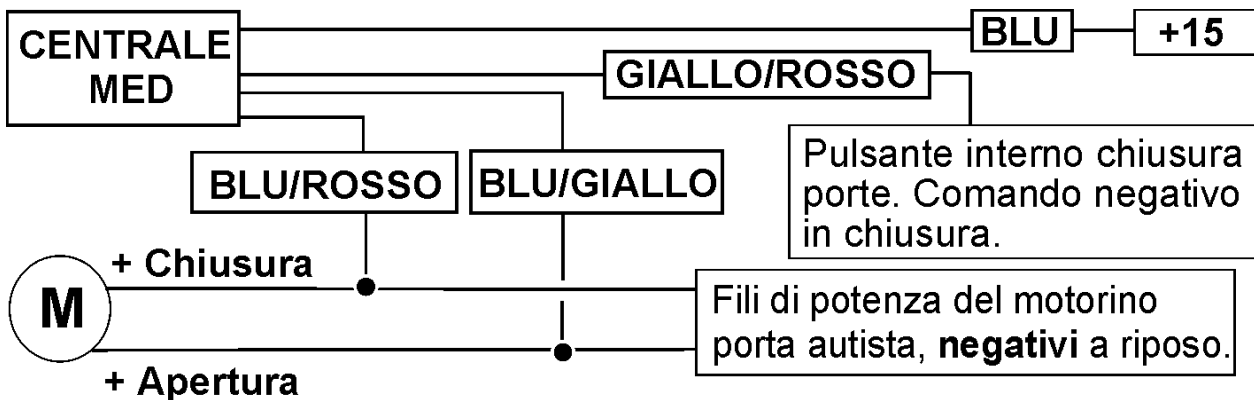 CENTRALE
MED
BLU
+15
GIALLO/ROSSO
Pulsante interno chiusura
porte. Comando negativo
in chiusura.
BLU/ROSSO
BLU/GIALLO
+ Chiusura
M
Fili di potenza del motorino
porta autista, negativi a riposo.
+ Apertura